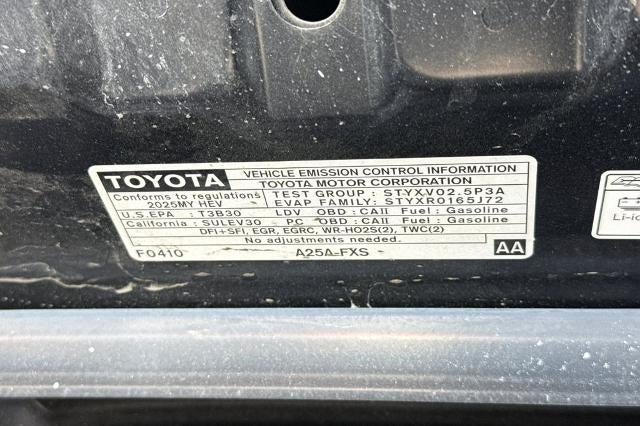 TOYOTA
VEHICLE EMISSION CONTROL INFORMATION
TOYOTA MOTOR CORPORATION
Conforms to regulations
2025MY HEV
TEST GROUP : STYXV02.5P3A
EVAP FAMILY: STYXR0165J72
U.S.EPA : T3B30 LDV OBD : CAII Fuel : Gasoline
California : SULEV30 PC OBD : CAII Fuel : Gasoline
DFI+SFI, EGR, EGRC, WR-HO2S(2), TWC(2)
No adjustments needed.
F0410 A25A-FXS AA
Li-io